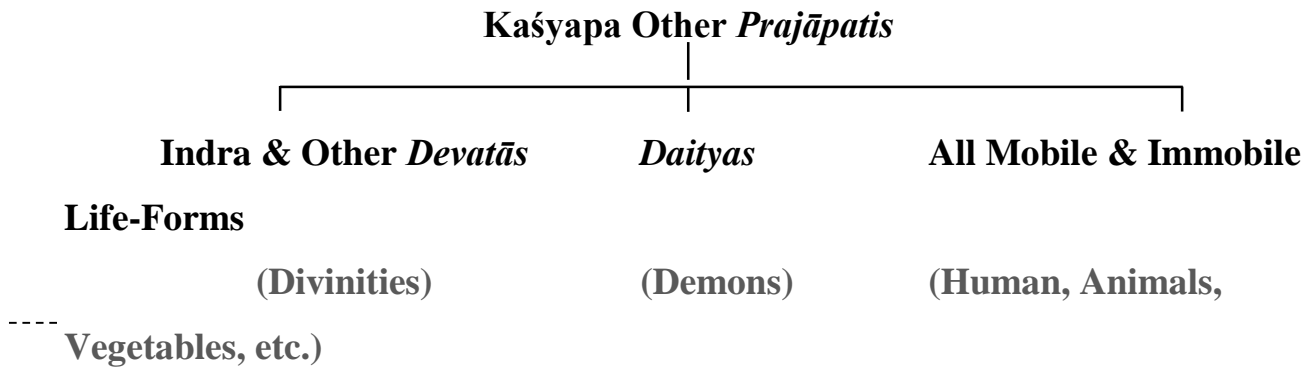 Kaśyapa Other Prajāpatis
Indra & Other Devatās Daityas All Mobile & Immobile
Life-Forms
(Divinities) (Demons) (Human, Animals,
Vegetables, etc.)